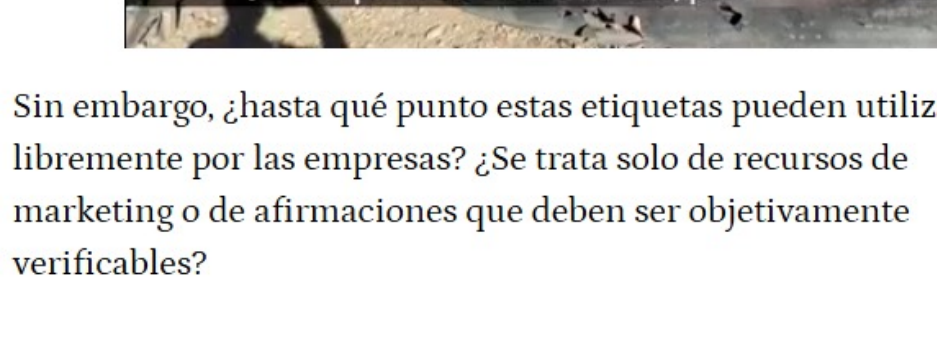 Sin embargo, ¿hasta qué punto estas etiquetas pueden utiliz
libremente por las empresas? ¿Se trata solo de recursos de
marketing o de afirmaciones que deben ser objetivamente
verificables?